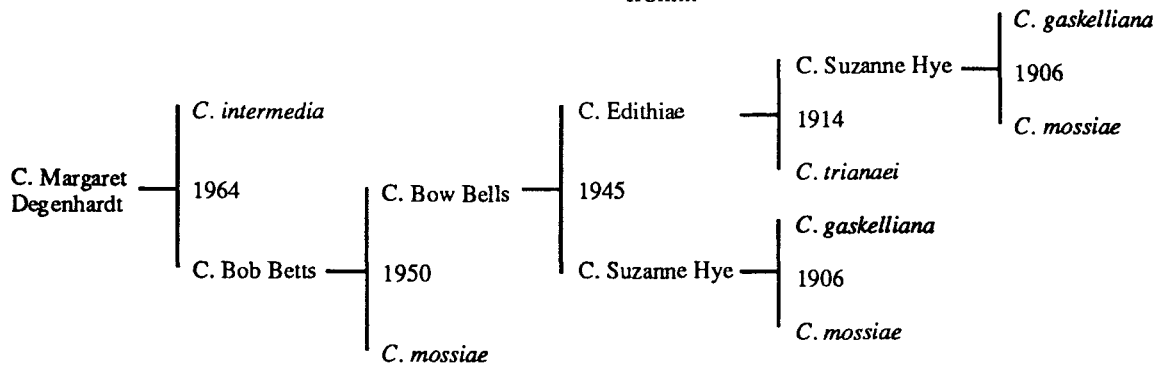 C. gaskelliana
C. Suzanne Hye
1906
C. intermedia
C. Edithiae
1914
C. mossiae
C. trianaei
C. Margaret
Degenhardt
1964
C. Bow Bells
1945
C. gaskelliana
C. Bob Betts
1950
C. Suzanne Hye
1906
C. mossiae
C. mossiae